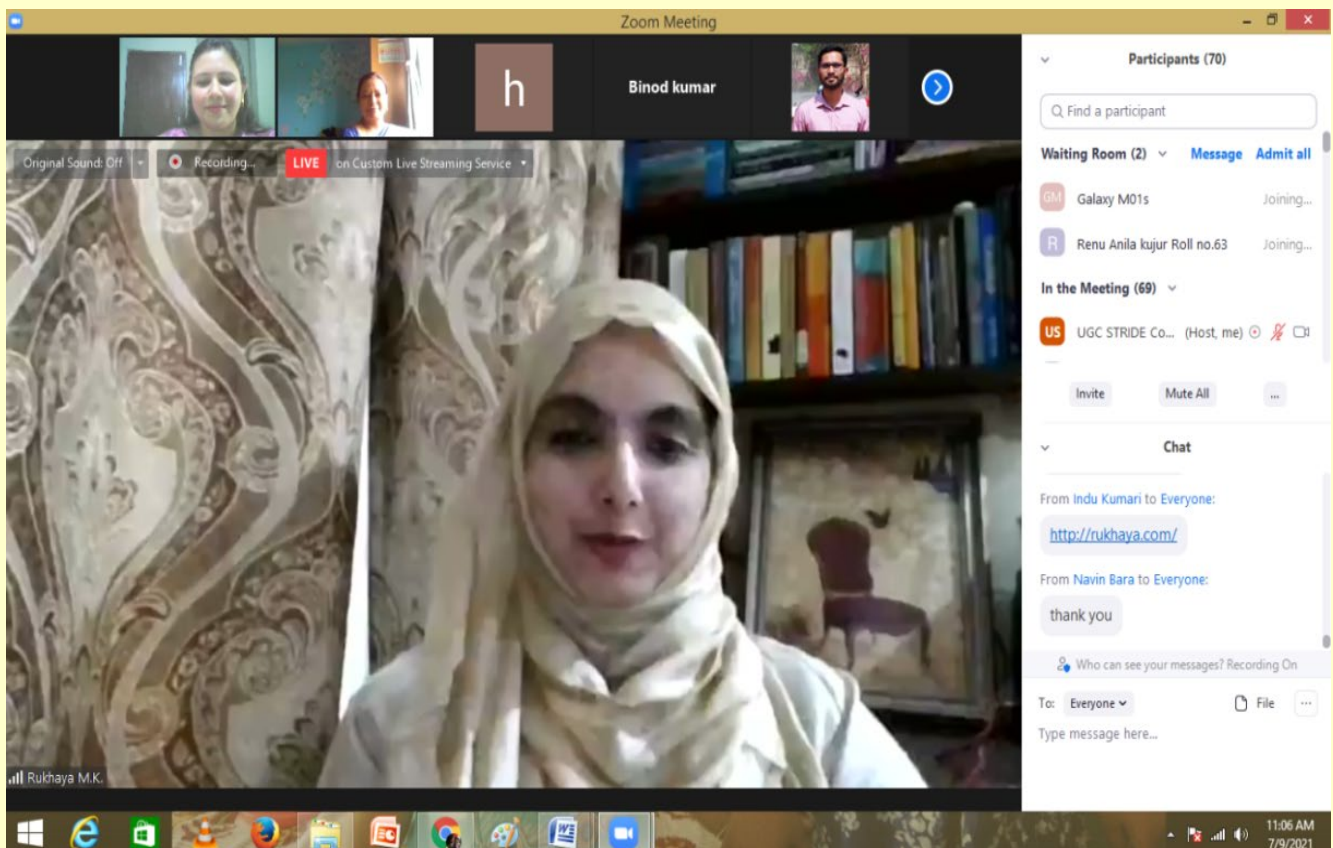 Zoom Meeting
h
Binod kumar
Original Sound: Off
Recording...
LIVE on Custom Live Streaming Service
Rukhaya M.K.
Participants (70)
Find a participant
Waiting Room (2) Message Admit all
GM Galaxy M01s Joining...
R Renu Anila kujur Roll no.63 Joining...
In the Meeting (69)
US UGC STRIDE Co... (Host, me)
Invite Mute All ...
Chat
From Indu Kumari to Everyone:
http://rukhaya.com/
From Navin Bara to Everyone:
thank you
Who can see your messages? Recording On
To: Everyone File ...
Type message here...
11:06 AM
7/9/2021